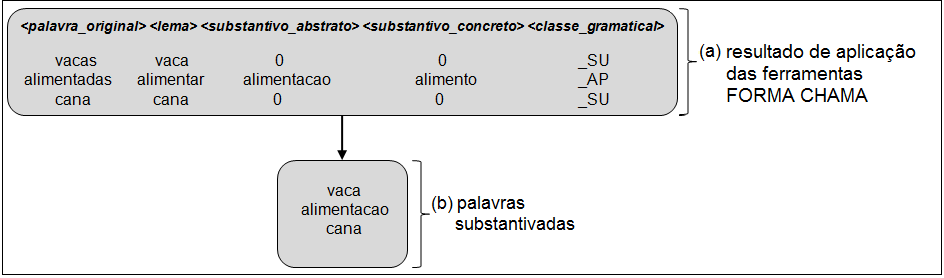 <palavra_original> <lema> <substantivo_abstrato> <substantivo_concreto> <classe_gramatical>
vacas vaca 0 0 _SU
alimentadas alimentar alimentacao alimento _AP
cana cana 0 0 _SU
(a) resultado de aplicação
das ferramentas
FORMA CHAMA
vaca
alimentacao
cana
(b) palavras
substantivadas